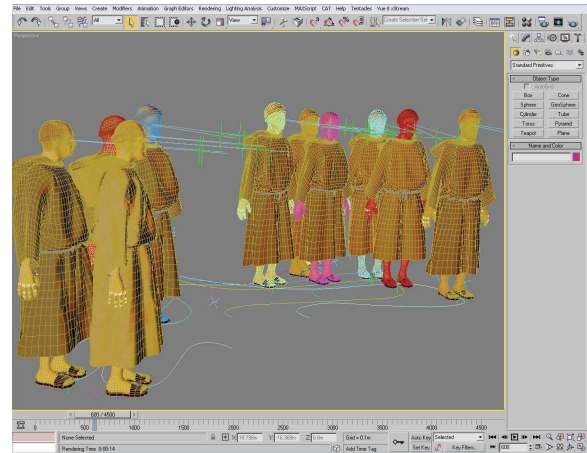 File Edit Tools Group Views Create Modifiers Animation Graph Editors Rendering Lighting Analysis Customize MAXScript CAT Help Tentacles Vue 8 xStream
All View Create Selection Set
Perspective
Standard Primitives
Object Type
AutoGrid
Box Cone
Sphere GeoSphere
Cylinder Tube
Torus Pyramid
Teapot Plane
Name and Color
600 / 4500
0 500 1000 1500 2000 2500 3000 3500 4000 4500
None Selected X Y Z: 0.0m Grid = 0.1m Auto Key Selected
Rendering Time 0:09:14 Add Time Tag Set Key Key Filters... 600